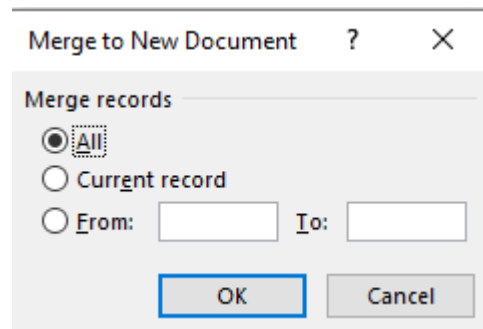 Merge to New Document ?
Merge records
All
Current record
From: To:
OK Cancel